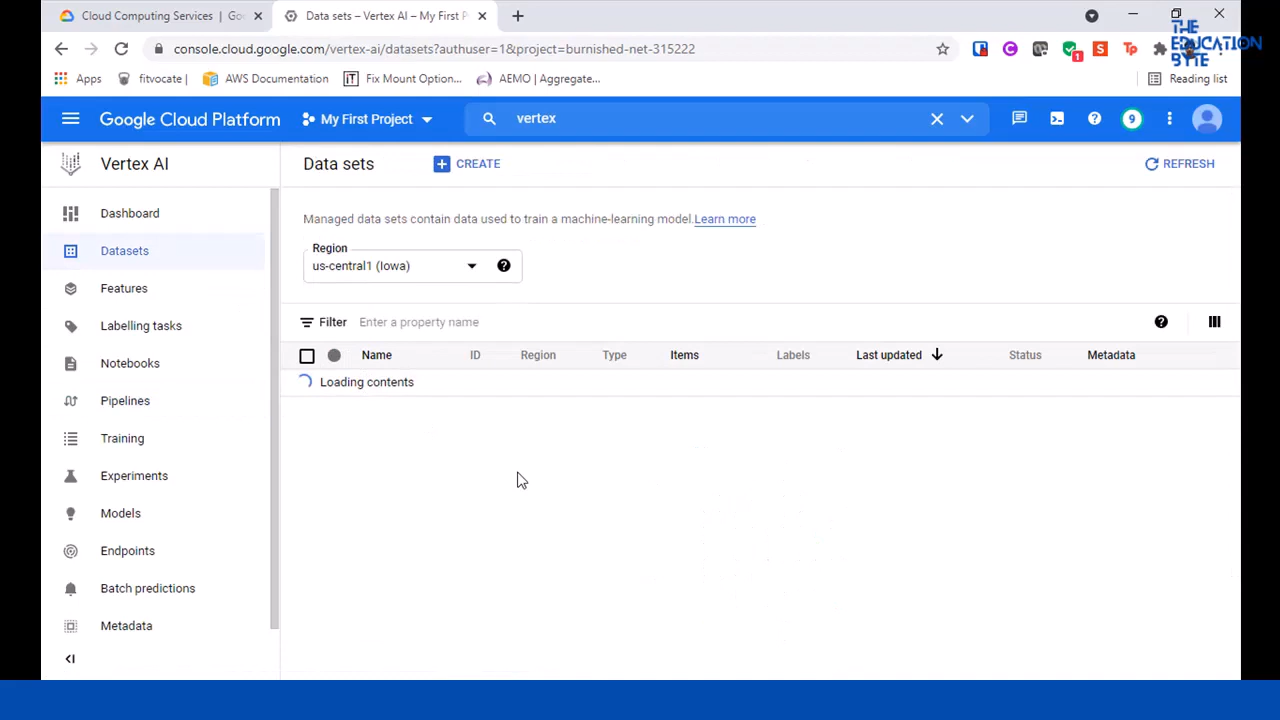 Cloud Computing Services | Go
Data sets – Vertex AI – My First P
THE
EDUCATION
BYTE
console.cloud.google.com/vertex-ai/datasets?authuser=1&project=burnished-net-315222
1
S
Tp
Apps
fitvocate |
AWS Documentation
iT
Fix Mount Option...
AEMO | Aggregate...
Reading list
Google Cloud Platform
My First Project
vertex
9
Vertex AI
Data sets
CREATE
REFRESH
Dashboard
Datasets
Features
Labelling tasks
Notebooks
Pipelines
Training
Experiments
Models
Endpoints
Batch predictions
Metadata
Managed data sets contain data used to train a machine-learning model. Learn more
Region
us-central1 (Iowa)
Filter Enter a property name
Name ID Region Type Items Labels Last updated Status Metadata
Loading contents